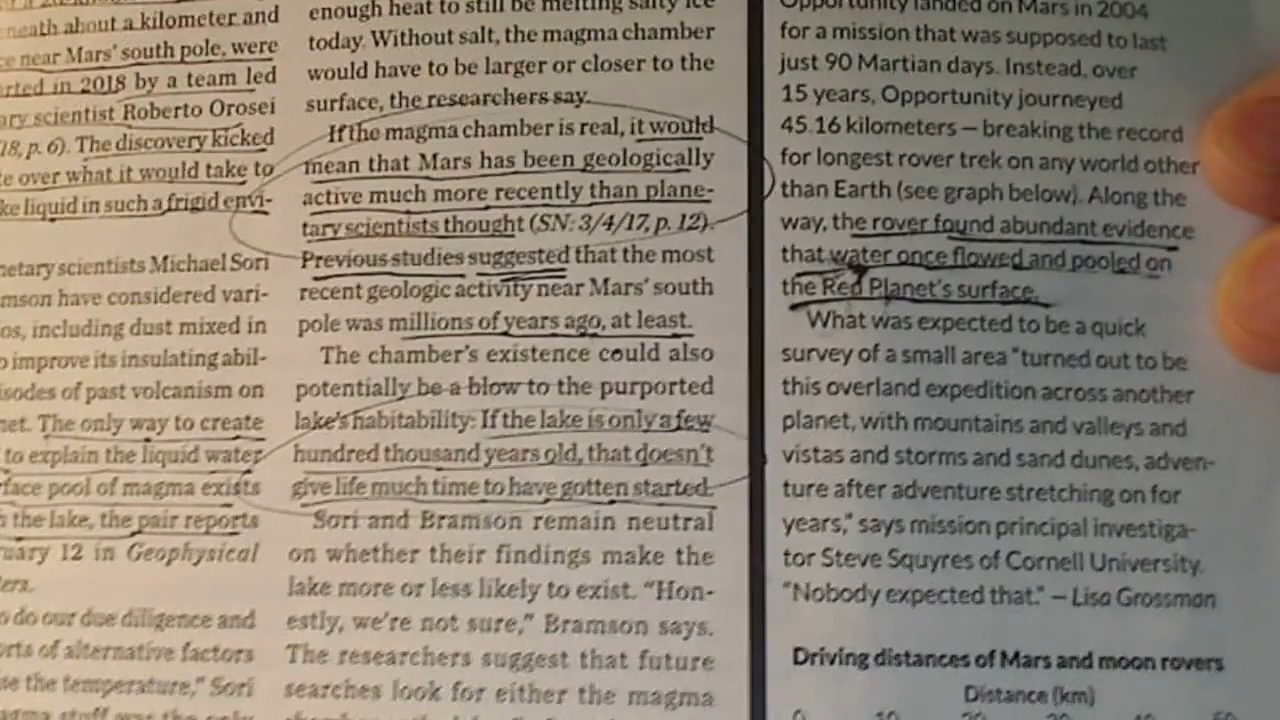 neath about a kilometer and
near Mars' south pole, were
in 2018 by a team led
scientist Roberto Orosei
p. 6). The discovery kicked
over what it would take to
liquid in such a frigid envi-
scientists Michael Sori
have considered vari-
including dust mixed in
improve its insulating abil-
of past volcanism on
The only way to create
to explain the liquid water
pool of magma exists
the lake, the pair reports
12 in Geophysical
do our due diligence and
of alternative factors
the temperature," Sori
enough heat to still be melting salty ice
today. Without salt, the magma chamber
would have to be larger or closer to the
surface, the researchers say.
If the magma chamber is real, it would
mean that Mars has been geologically
active much more recently than plane-
tary scientists thought (SN: 3/4/17, p. 12).
Previous studies suggested that the most
recent geologic activity near Mars' south
pole was millions of years ago, at least.
The chamber's existence could also
potentially be a blow to the purported
lake's habitability: If the lake is only a few
hundred thousand years old, that doesn't
give life much time to have gotten started.
Sori and Bramson remain neutral
on whether their findings make the
lake more or less likely to exist. "Hon-
estly, we're not sure," Bramson says.
The researchers suggest that future
searches look for either the magma
Opportunity landed on Mars in 2004
for a mission that was supposed to last
just 90 Martian days. Instead, over
15 years, Opportunity journeyed
45.16 kilometers — breaking the record
for longest rover trek on any world other
than Earth (see graph below). Along the
way, the rover found abundant evidence
that water once flowed and pooled on
the Red Planet's surface.
What was expected to be a quick
survey of a small area "turned out to be
this overland expedition across another
planet, with mountains and valleys and
vistas and storms and sand dunes, adven-
ture after adventure stretching on for
years," says mission principal investiga-
tor Steve Squyres of Cornell University.
"Nobody expected that." — Lisa Grossman
Driving distances of Mars and moon rovers
Distance (km)